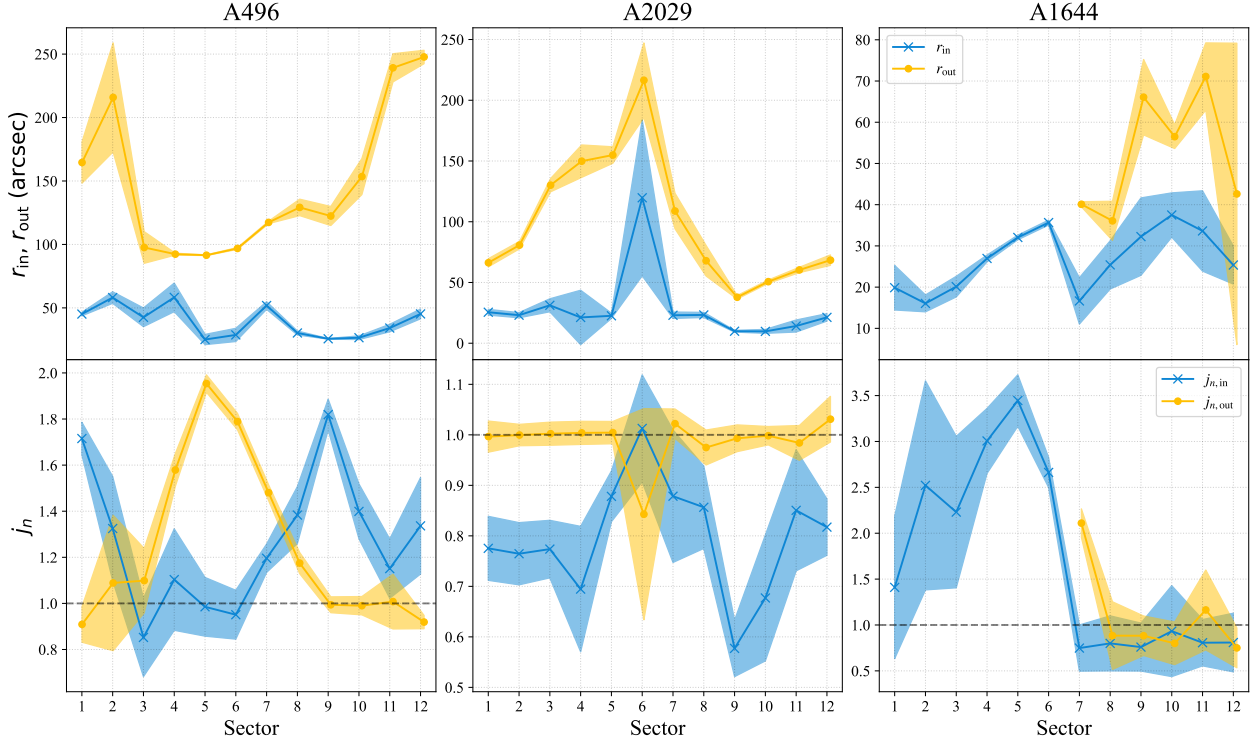 A496
A2029
A1644
r_in, r_out (arcsec)
250
200
150
100
50
250
200
150
100
50
0
80
70
60
50
40
30
20
10
r_in
r_out
j_n
2.0
1.8
1.6
1.4
1.2
1.0
0.8
1.1
1.0
0.9
0.8
0.7
0.6
0.5
3.5
3.0
2.5
2.0
1.5
1.0
0.5
j_n,in
j_n,out
1 2 3 4 5 6 7 8 9 10 11 12
1 2 3 4 5 6 7 8 9 10 11 12
1 2 3 4 5 6 7 8 9 10 11 12
Sector
Sector
Sector